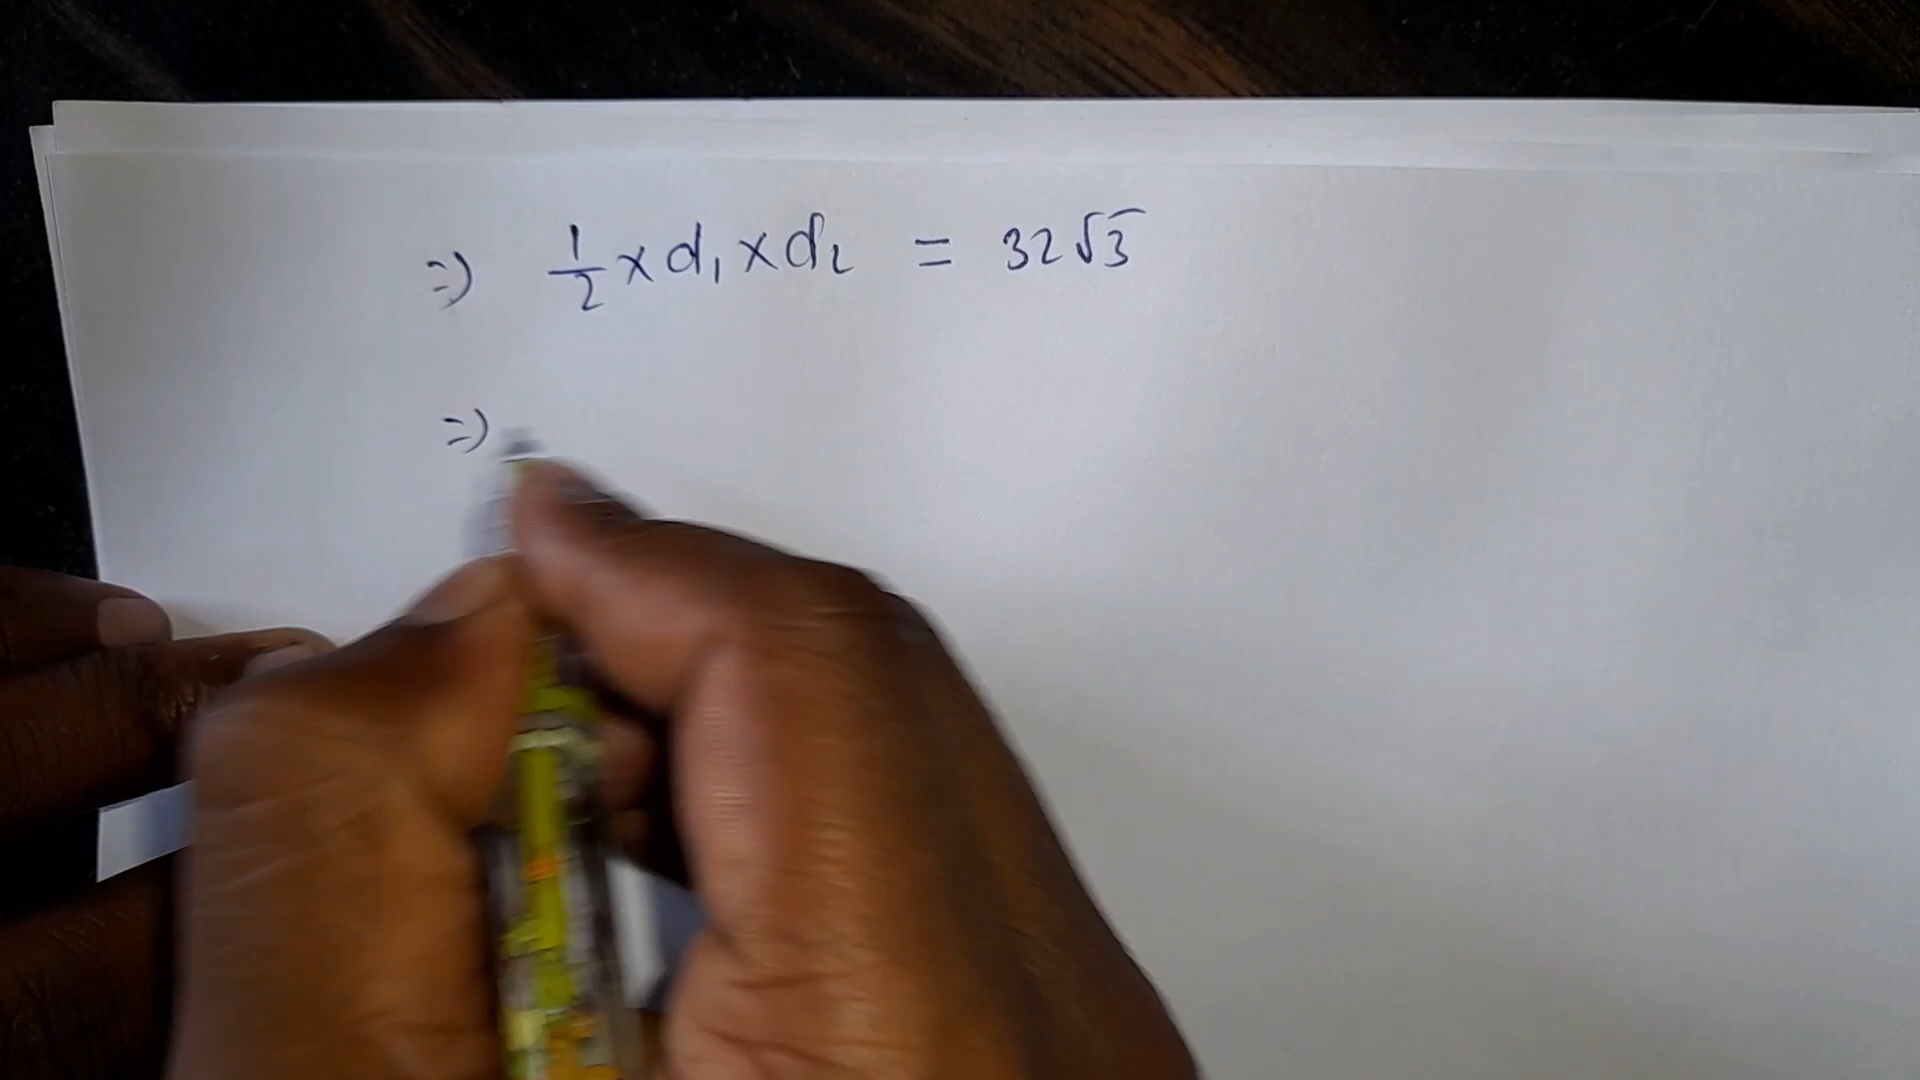 ⇒ 1/2 × d₁ × d₂ = 32√3
⇒